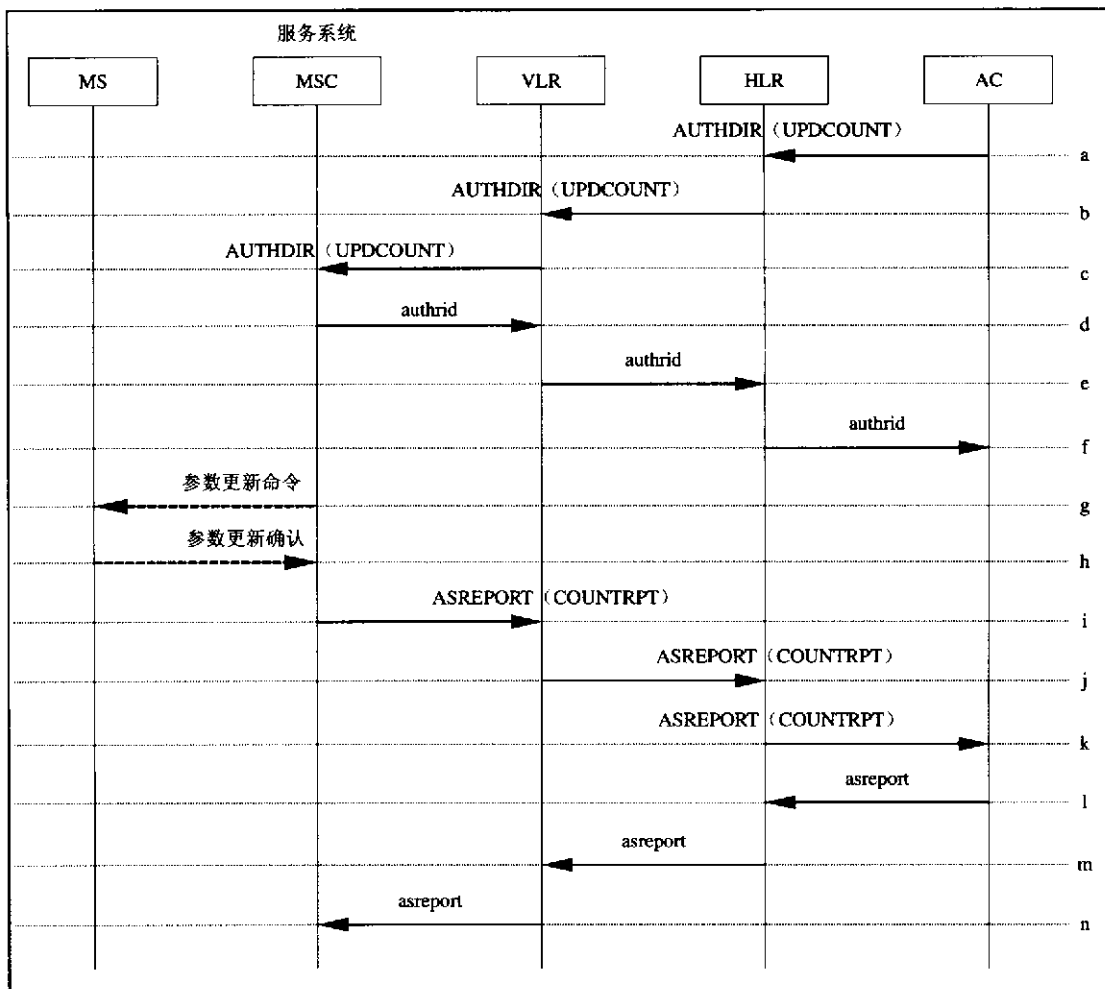 服务系统
MS MSC VLR HLR AC
AUTHDIR（UPDCOUNT）
a
AUTHDIR（UPDCOUNT）
b
AUTHDIR（UPDCOUNT）
c
authrid
d
authrid
e
authrid
f
参数更新命令
g
参数更新确认
h
ASREPORT（COUNTRPT）
i
ASREPORT（COUNTRPT）
j
ASREPORT（COUNTRPT）
k
asreport
l
asreport
m
asreport
n